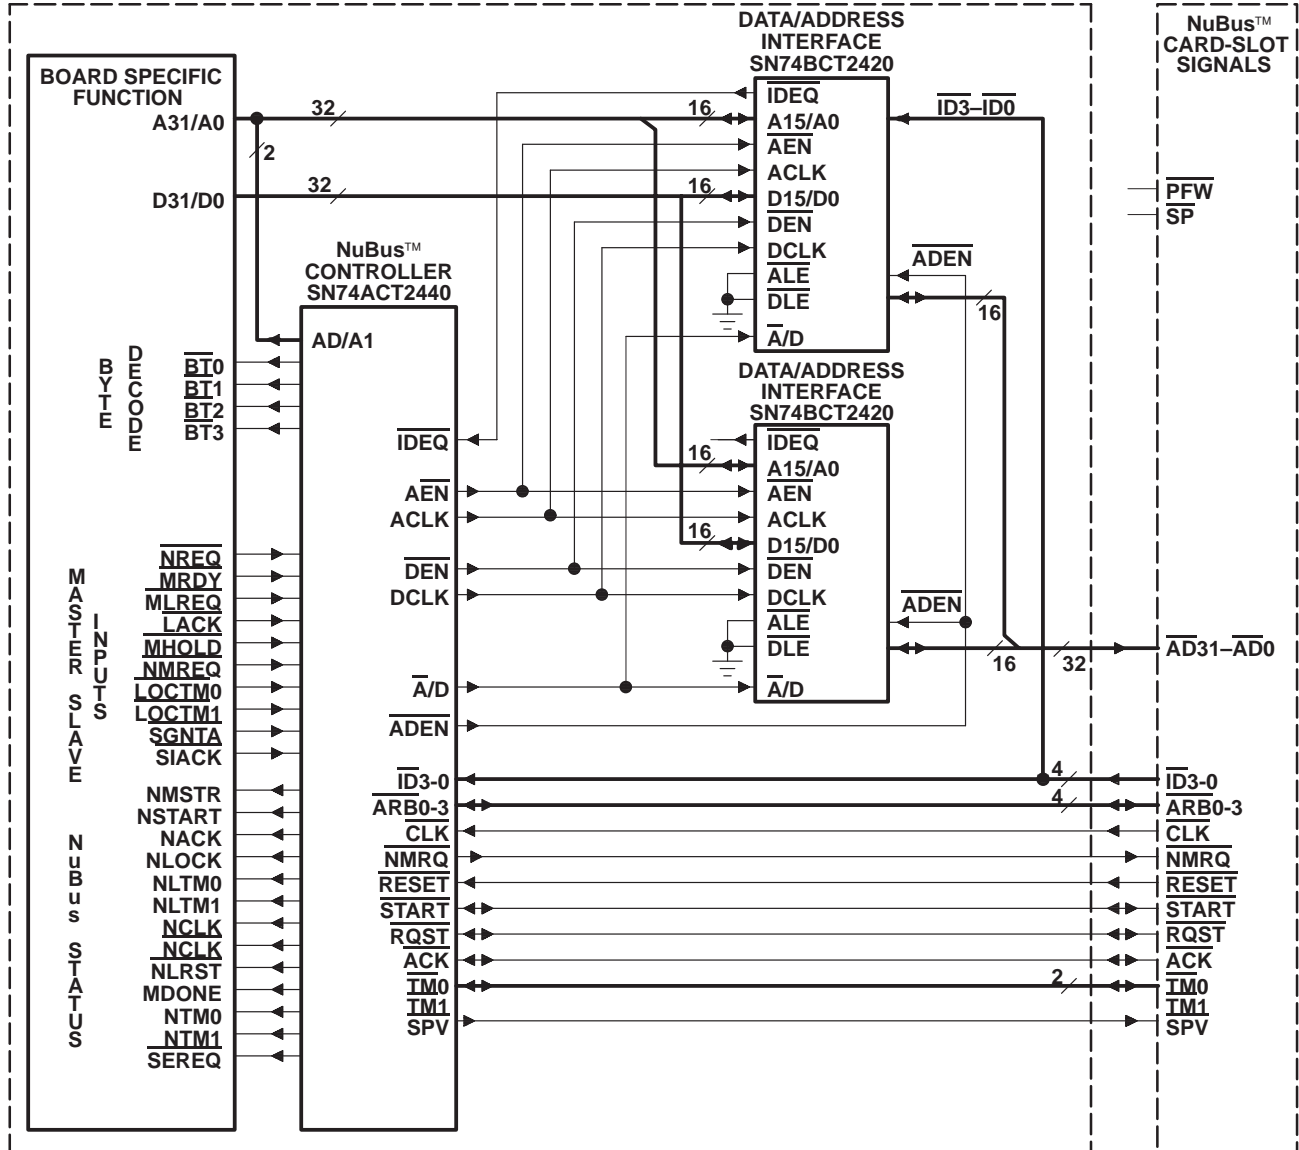 DATA/ADDRESS
INTERFACE
SN74BCT2420
NuBus™
CARD-SLOT
SIGNALS
BOARD SPECIFIC
FUNCTION
A31/A0
32
2
D31/D0
32
16
16
IDEQ
A15/A0
AEN
ACLK
D15/D0
DEN
DCLK
ALE
DLE
A/D
ID3–ID0
ADEN
16
PFW
SP
NuBus™
CONTROLLER
SN74ACT2440
AD/A1
BYTE
DECODE
BT0
BT1
BT2
BT3
DATA/ADDRESS
INTERFACE
SN74BCT2420
16
16
IDEQ
A15/A0
AEN
ACLK
D15/D0
DEN
DCLK
ALE
DLE
A/D
ADEN
16
32
AD31–AD0
IDEQ
AEN
ACLK
DEN
DCLK
A/D
ADEN
MASTER SLAVE
INPUTS
NREQ
MRDY
MLREQ
LACK
MHOLD
NMREQ
LOCTM0
LOCTM1
SGNTA
SIACK
NuBus STATUS
NMSTR
NSTART
NACK
NLOCK
NLTM0
NLTM1
NCLK
NCLK
NLRST
MDONE
NTM0
NTM1
SEREQ
ID3-0
4
ID3-0
ARB0-3
4
ARB0-3
CLK
CLK
NMRQ
NMRQ
RESET
RESET
START
START
RQST
RQST
ACK
ACK
TM0
2
TM0
TM1
TM1
SPV
SPV